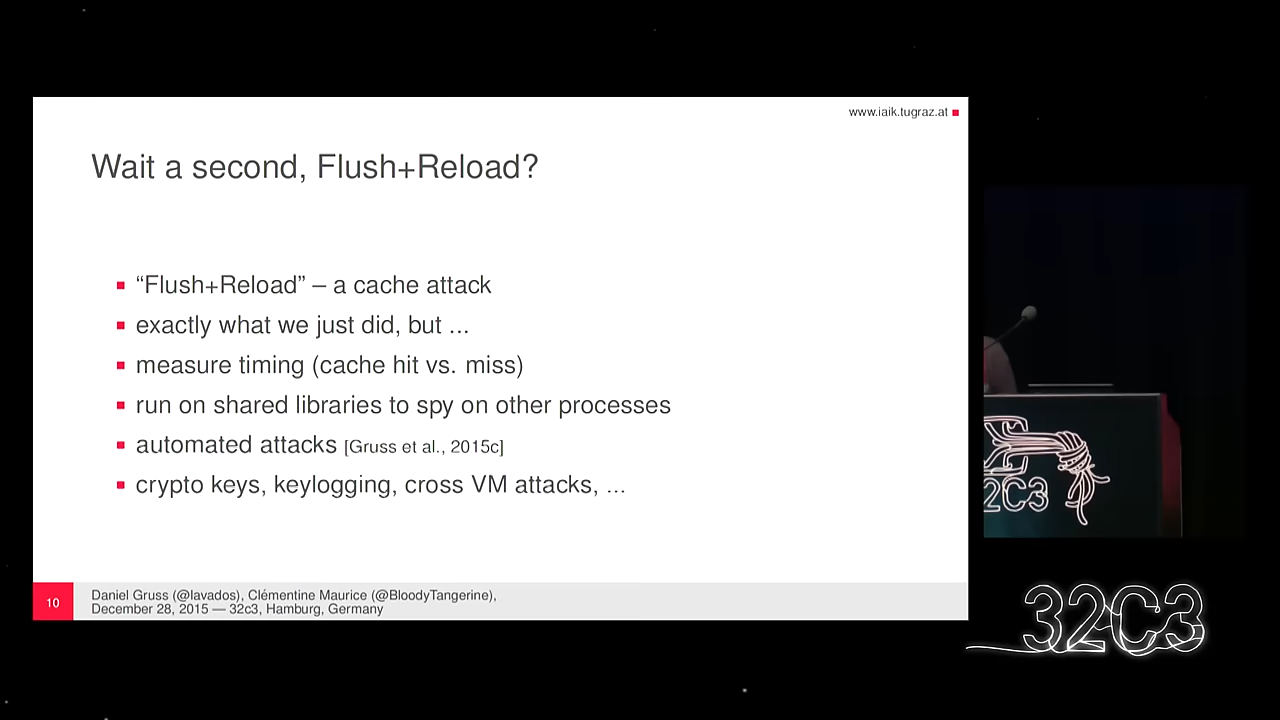 www.iaik.tugraz.at
Wait a second, Flush+Reload?
“Flush+Reload” – a cache attack
exactly what we just did, but ...
measure timing (cache hit vs. miss)
run on shared libraries to spy on other processes
automated attacks [Gruss et al., 2015c]
crypto keys, keylogging, cross VM attacks, ...
10
Daniel Gruss (@lavados), Clémentine Maurice (@BloodyTangerine),
December 28, 2015 — 32c3, Hamburg, Germany
2C3
32C3